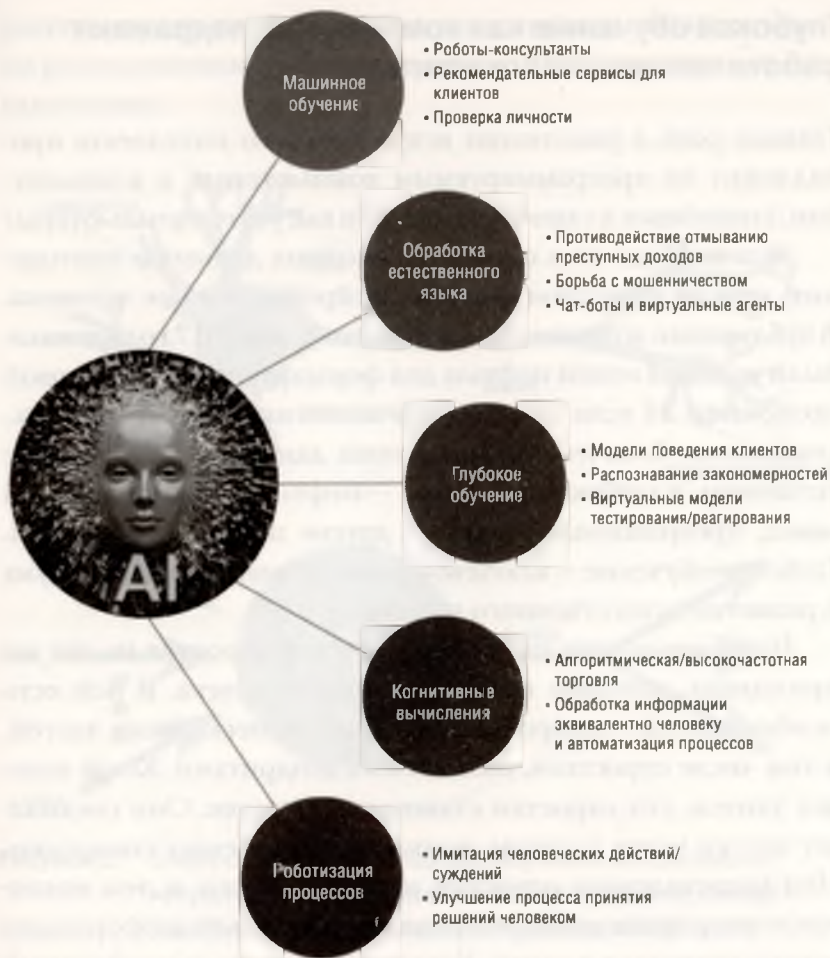 Машинное
обучение
• Роботы-консультанты
• Рекомендательные сервисы для
клиентов
• Проверка личности
Обработка
естественного
языка
• Противодействие отмыванию
преступных доходов
• Борьба с мошенничеством
• Чат-боты и виртуальные агенты
AI
Глубокое
обучение
• Модели поведения клиентов
• Распознавание закономерностей
• Виртуальные модели
тестирования/реагирования
Когнитивные
вычисления
• Алгоритмическая/высокочастотная
торговля
• Обработка информации
эквивалентно человеку
и автоматизация процессов
Роботизация
процессов
• Имитация человеческих действий/
суждений
• Улучшение процесса принятия
решений человеком